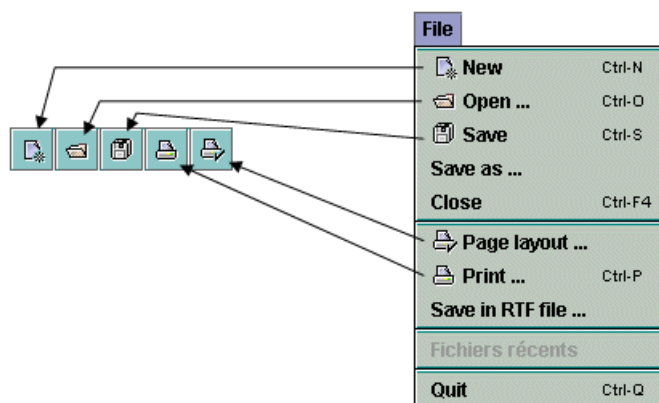 File
New Ctrl-N
Open ... Ctrl-O
Save Ctrl-S
Save as ...
Close Ctrl-F4
Page layout ...
Print ... Ctrl-P
Save in RTF file ...
Fichiers récents
Quit Ctrl-Q